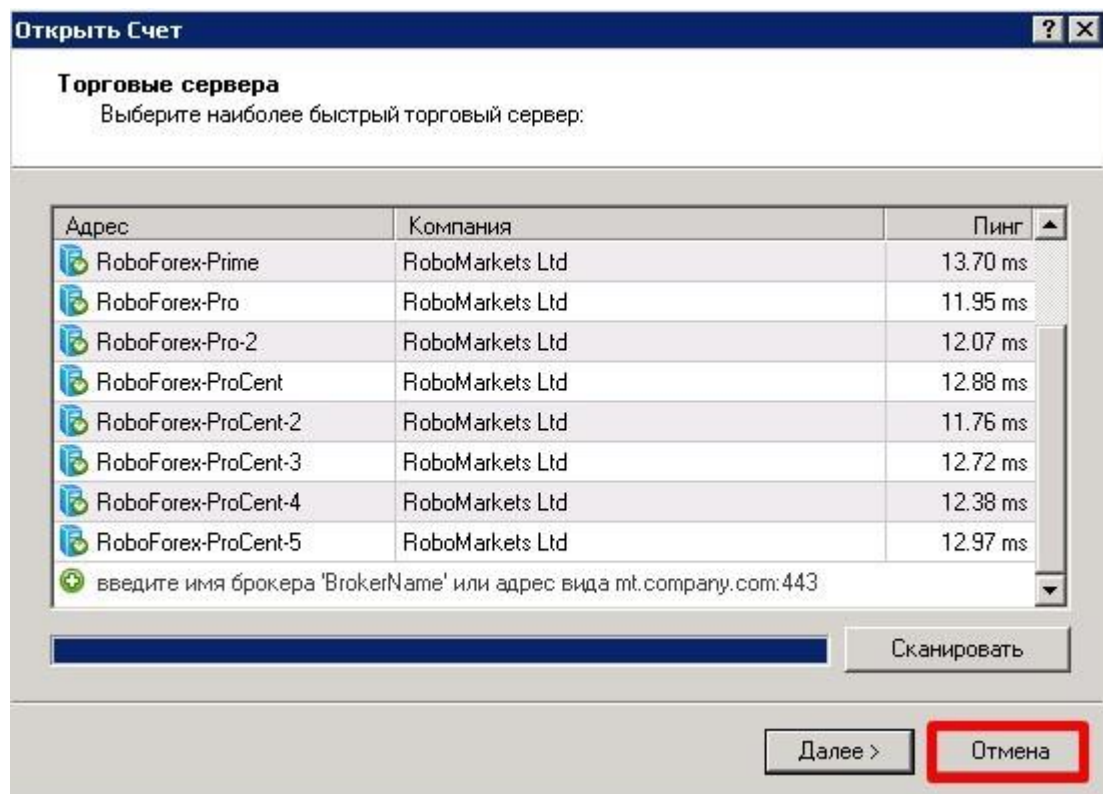 Открыть Счет
Торговые сервера
Выберите наиболее быстрый торговый сервер:
Адрес Компания Пинг
RoboForex-Prime RoboMarkets Ltd 13.70 ms
RoboForex-Pro RoboMarkets Ltd 11.95 ms
RoboForex-Pro-2 RoboMarkets Ltd 12.07 ms
RoboForex-ProCent RoboMarkets Ltd 12.88 ms
RoboForex-ProCent-2 RoboMarkets Ltd 11.76 ms
RoboForex-ProCent-3 RoboMarkets Ltd 12.72 ms
RoboForex-ProCent-4 RoboMarkets Ltd 12.38 ms
RoboForex-ProCent-5 RoboMarkets Ltd 12.97 ms
введите имя брокера 'BrokerName' или адрес вида mt.company.com:443
Сканировать
Далее > Отмена